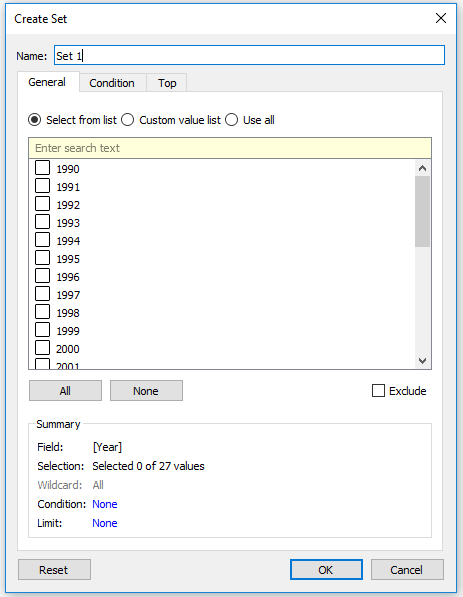 Create Set
Name: Set 1
General Condition Top
Select from list Custom value list Use all
Enter search text
1990
1991
1992
1993
1994
1995
1996
1997
1998
1999
2000
2001
All None Exclude
Summary
Field: [Year]
Selection: Selected 0 of 27 values
Wildcard: All
Condition: None
Limit: None
Reset OK Cancel